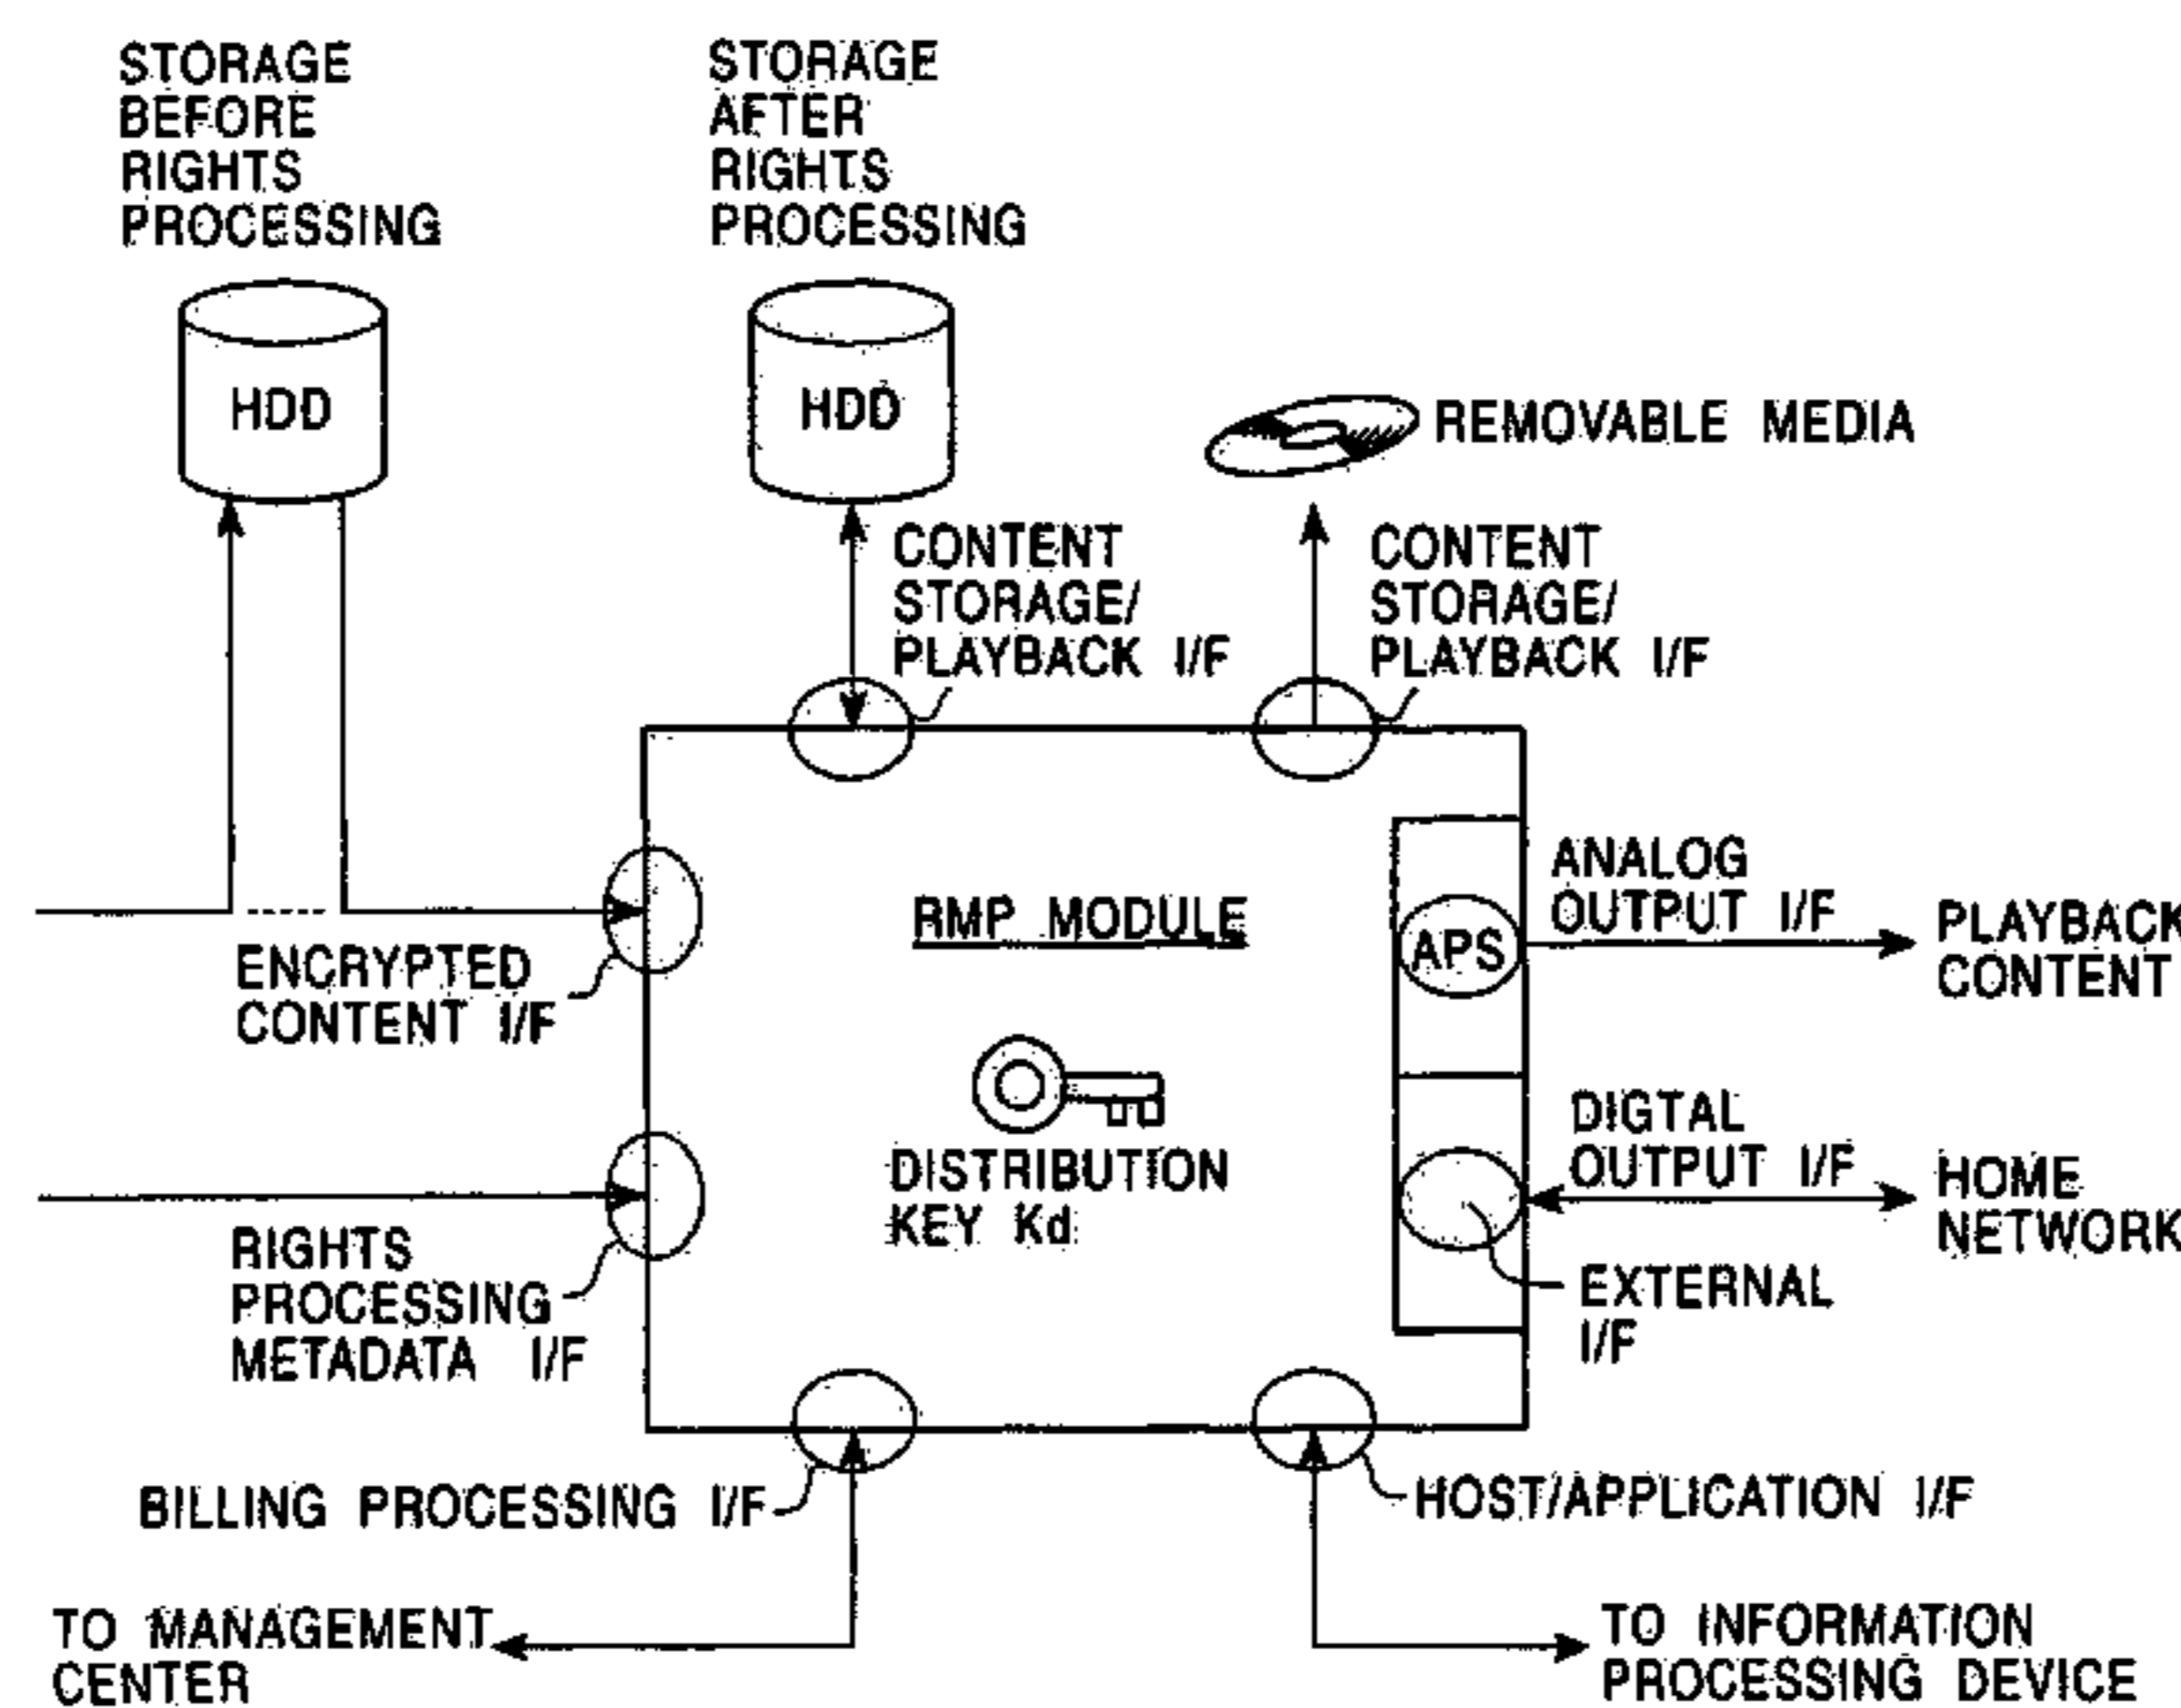 STORAGE
BEFORE
RIGHTS
PROCESSING
STORAGE
AFTER
RIGHTS
PROCESSING
HDD
HDD
REMOVABLE MEDIA
CONTENT
STORAGE/
PLAYBACK I/F
CONTENT
STORAGE/
PLAYBACK I/F
ENCRYPTED
CONTENT I/F
RMP MODULE
APS
ANALOG
OUTPUT I/F
PLAYBACK
CONTENT
DISTRIBUTION
KEY Kd
DIGTAL
OUTPUT I/F
HOME
NETWORK
EXTERNAL
I/F
RIGHTS
PROCESSING
METADATA I/F
BILLING PROCESSING I/F
HOST/APPLICATION I/F
TO MANAGEMENT
CENTER
TO INFORMATION
PROCESSING DEVICE